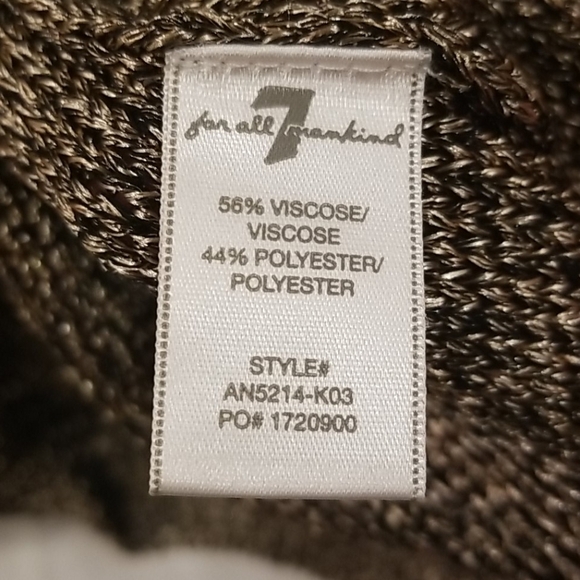 for all 7 mankind
56% VISCOSE/
VISCOSE
44% POLYESTER/
POLYESTER
STYLE#
AN5214-K03
PO# 1720900